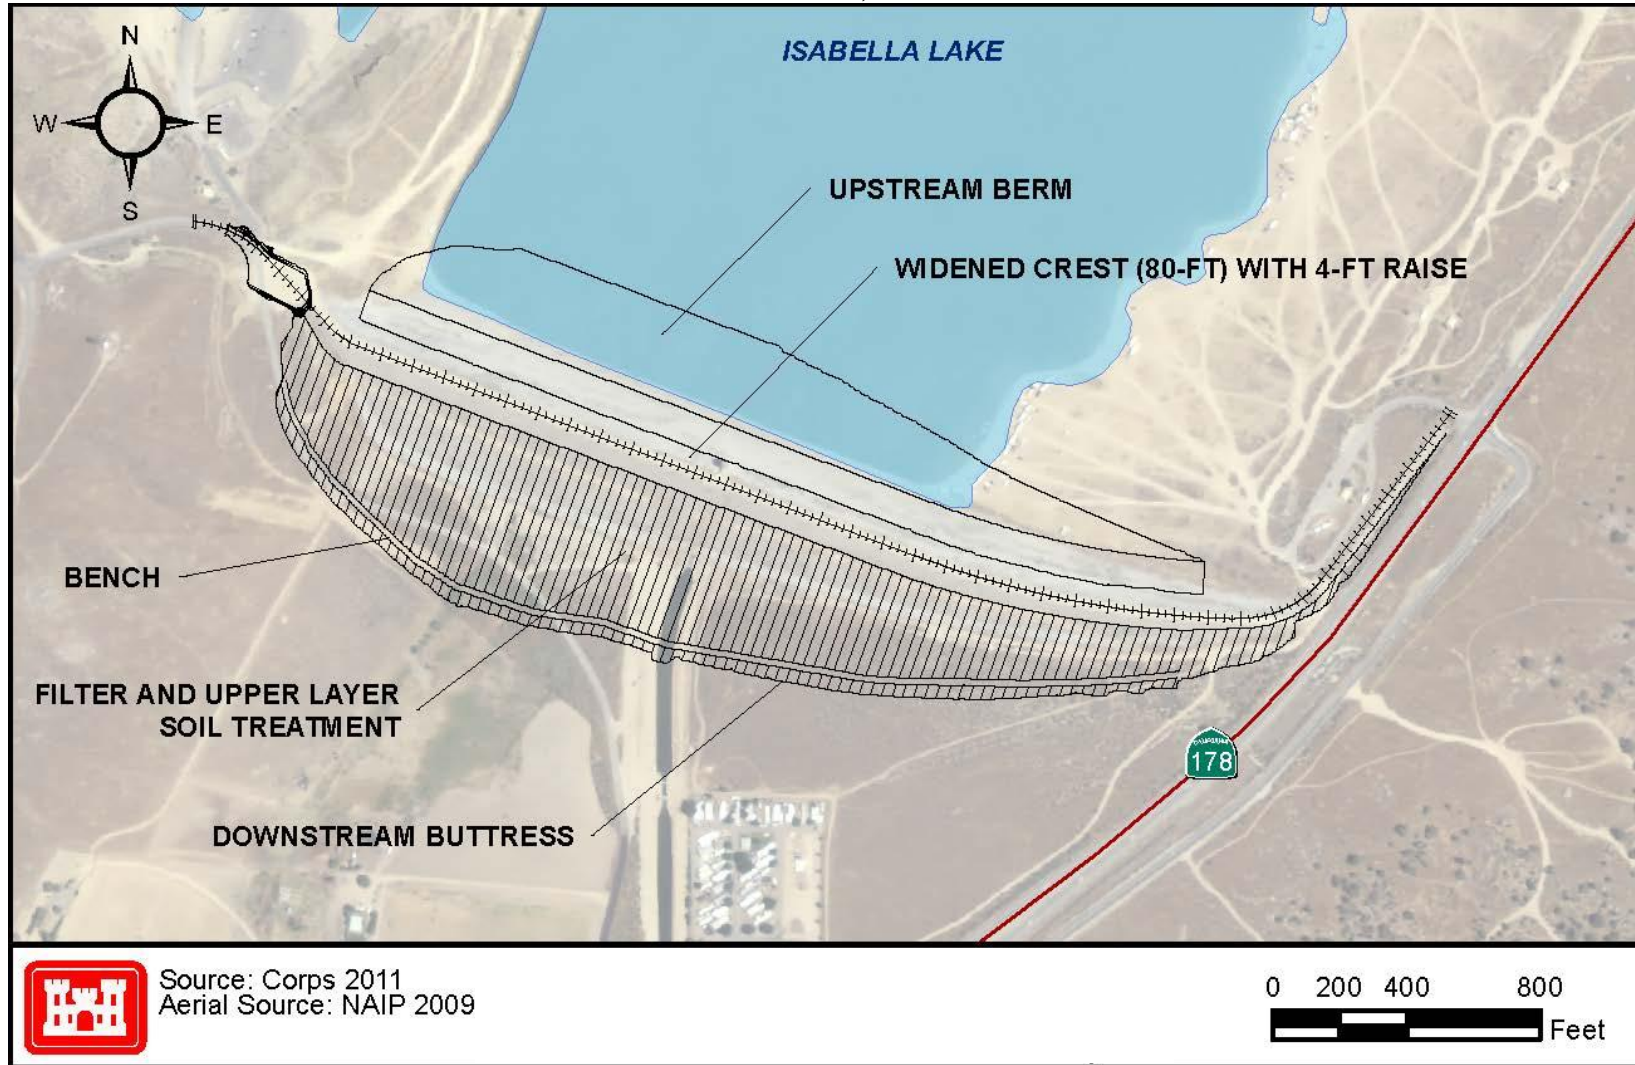 ISABELLA LAKE
N
W
E
S
UPSTREAM BERM
WIDENED CREST (80-FT) WITH 4-FT RAISE
BENCH
FILTER AND UPPER LAYER
SOIL TREATMENT
DOWNSTREAM BUTTRESS
178
Source: Corps 2011
Aerial Source: NAIP 2009
0 200 400 800
Feet